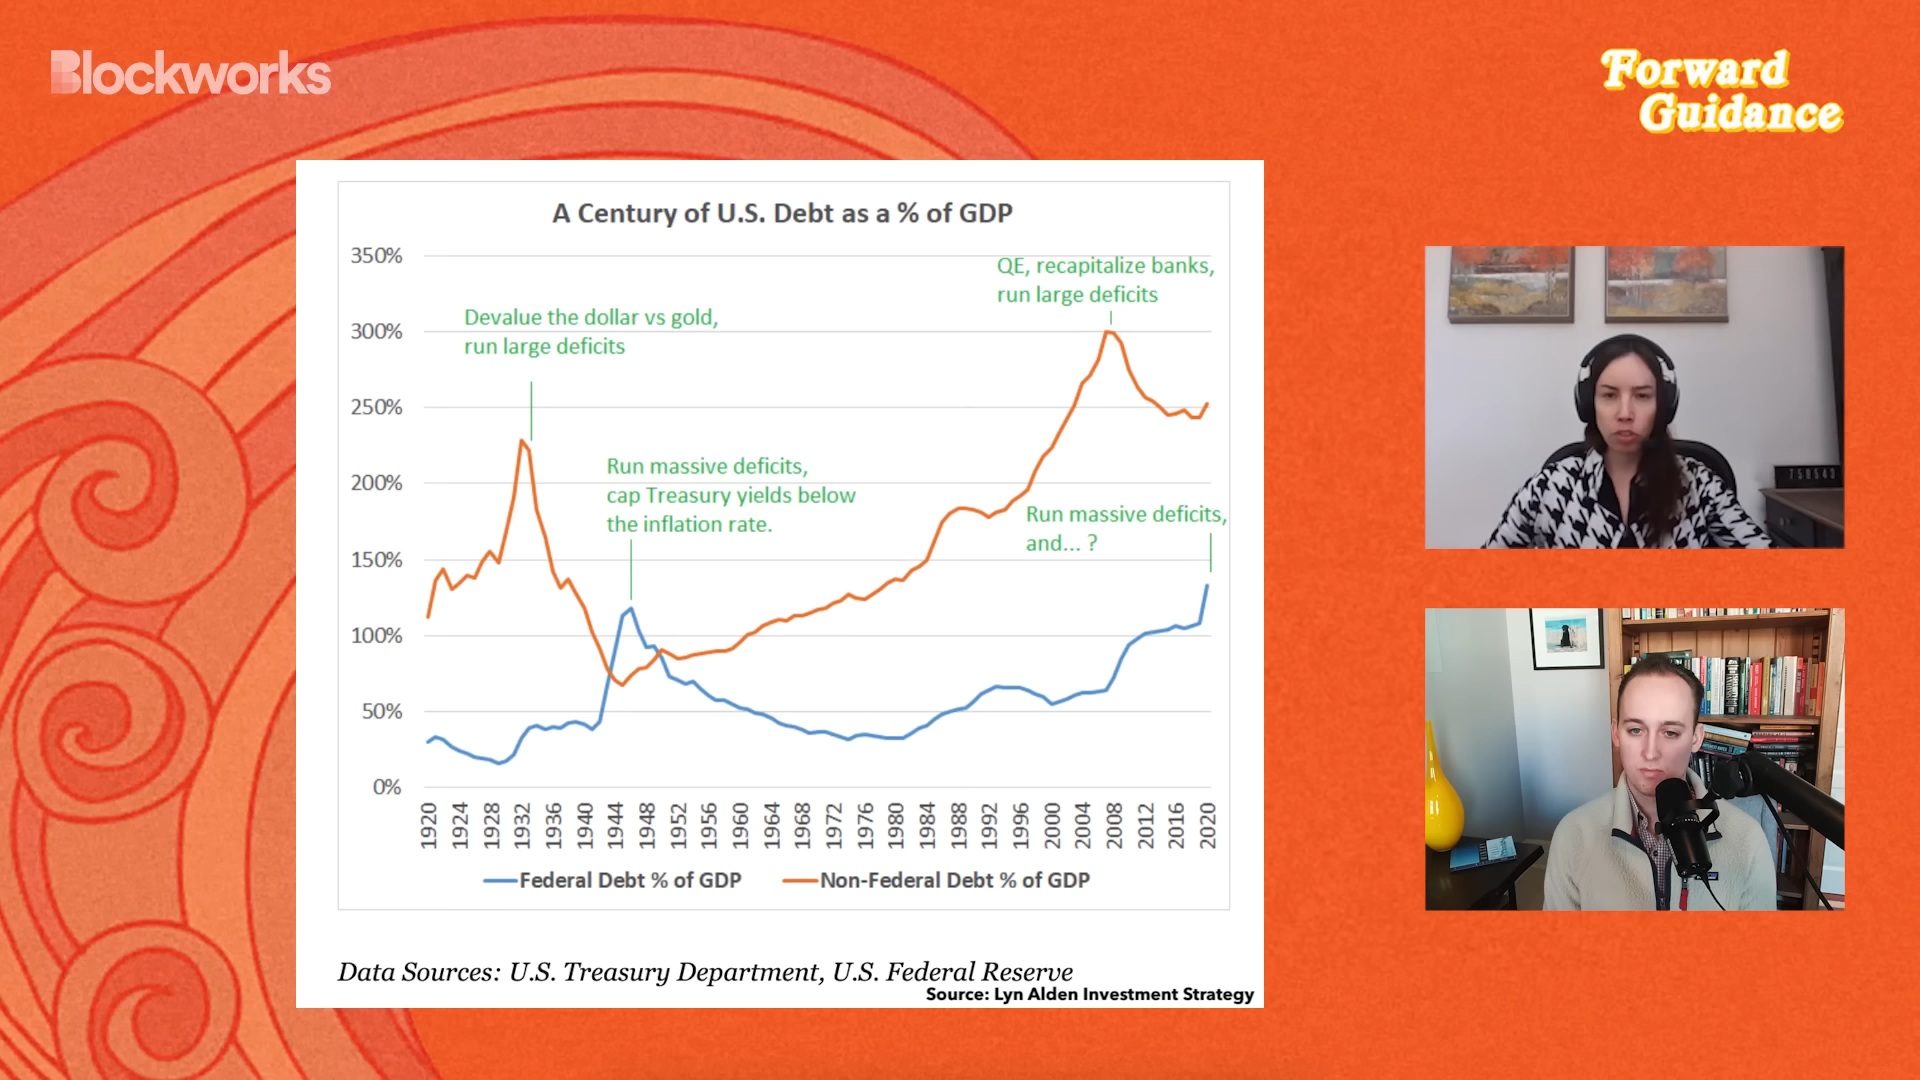 Blockworks
Forward
Guidance
A Century of U.S. Debt as a % of GDP
350%
300%
250%
200%
150%
100%
50%
0%
Devalue the dollar vs gold,
run large deficits
QE, recapitalize banks,
run large deficits
Run massive deficits,
cap Treasury yields below
the inflation rate.
Run massive deficits,
and... ?
1920
1924
1928
1932
1936
1940
1944
1948
1952
1956
1960
1964
1968
1972
1976
1980
1984
1988
1992
1996
2000
2004
2008
2012
2016
2020
Federal Debt % of GDP
Non-Federal Debt % of GDP
Data Sources: U.S. Treasury Department, U.S. Federal Reserve
Source: Lyn Alden Investment Strategy